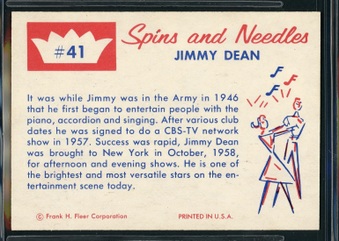 #41
Spins and Needles
JIMMY DEAN
It was while Jimmy was in the Army in 1946
that he first began to entertain people with the
piano, accordion and singing. After various club
dates he was signed to do a CBS-TV network
show in 1957. Success was rapid, Jimmy Dean
was brought to New York in October, 1958,
for afternoon and evening shows. He is one of
the brightest and most versatile stars on the en-
tertainment scene today.
© Frank H. Fleer Corporation
PRINTED IN U.S.A.